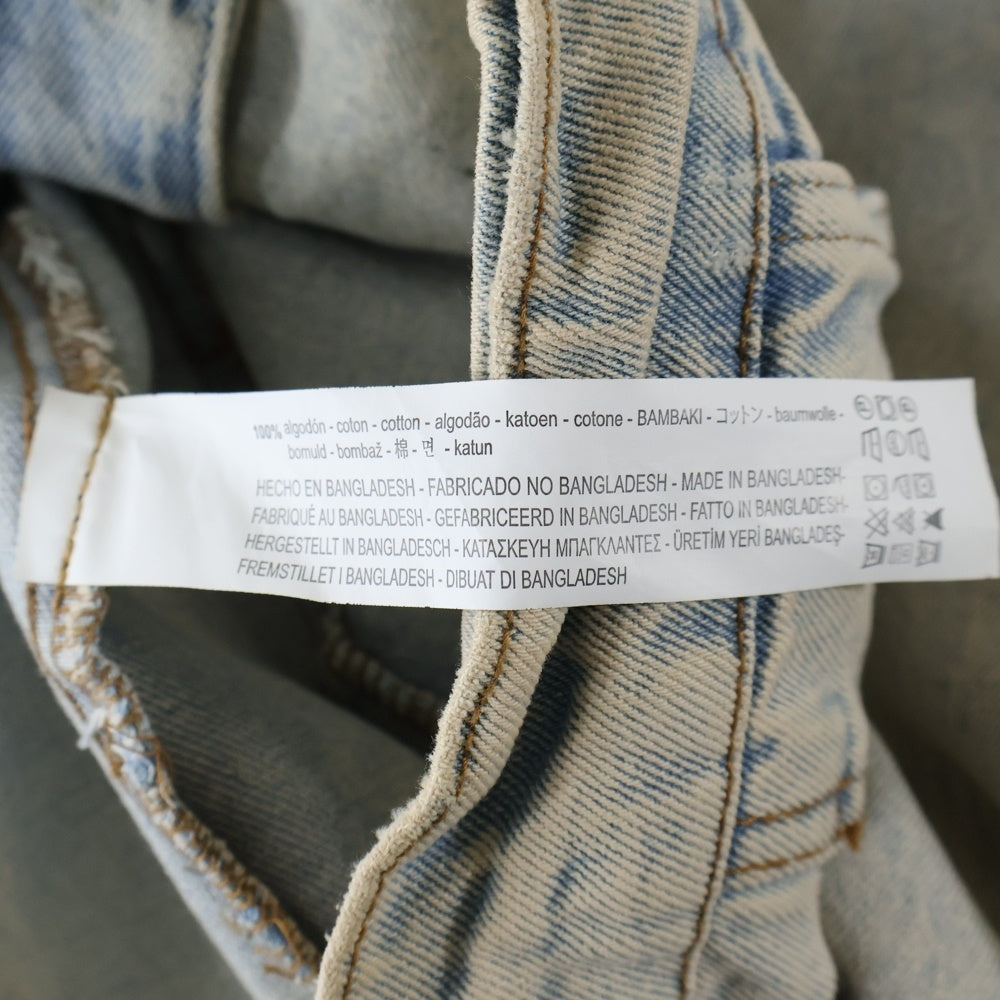 100% algodón - coton - cotton - algodão - katoen - cotone - BAMBAKI - コットン - baumwolle -
bomuld - bombaž - 棉 - 면 - katun
HECHO EN BANGLADESH - FABRICADO NO BANGLADESH - MADE IN BANGLADESH-
FABRIQUÉ AU BANGLADESH - GEFABRICEERD IN BANGLADESH - FATTO IN BANGLADESH-
HERGESTELLT IN BANGLADESCH - ΚΑΤΑΣΚΕΥΗ ΜΠΑΓΚΛΑΝΤΕΣ - ÜRETİM YERİ BANGLADEŞ-
FREMSTILLET I BANGLADESH - DIBUAT DI BANGLADESH